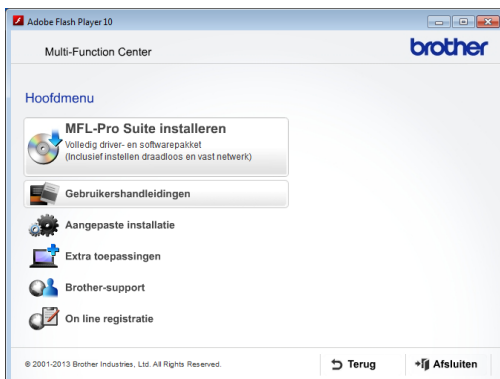 Adobe Flash Player 10
Multi-Function Center
brother
Hoofdmenu
MFL-Pro Suite installeren
Volledig driver- en softwarepakket
(Inclusief instellen draadloos en vast netwerk)
Gebruikershandleidingen
Aangepaste installatie
Extra toepassingen
Brother-support
On line registratie
© 2001-2013 Brother Industries, Ltd. All Rights Reserved.
Terug
Afsluiten